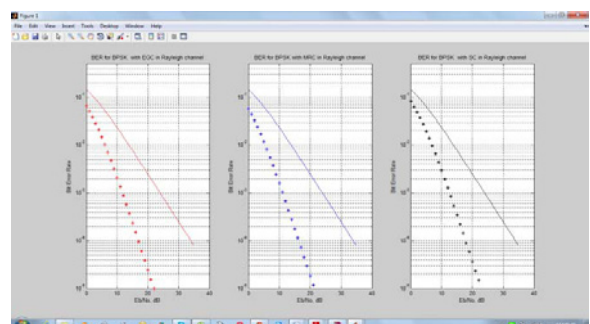 Figure 1
File Edit View Insert Tools Desktop Window Help
BER for BPSK with EGC in Rayleigh channel
BER for BPSK with MRC in Rayleigh channel
BER for BPSK with SC in Rayleigh channel
Bit Error Rate
Bit Error Rate
Bit Error Rate
0 10 20 30 40
0 10 20 30 40
0 10 20 30 40
Eb/No, dB
Eb/No, dB
Eb/No, dB